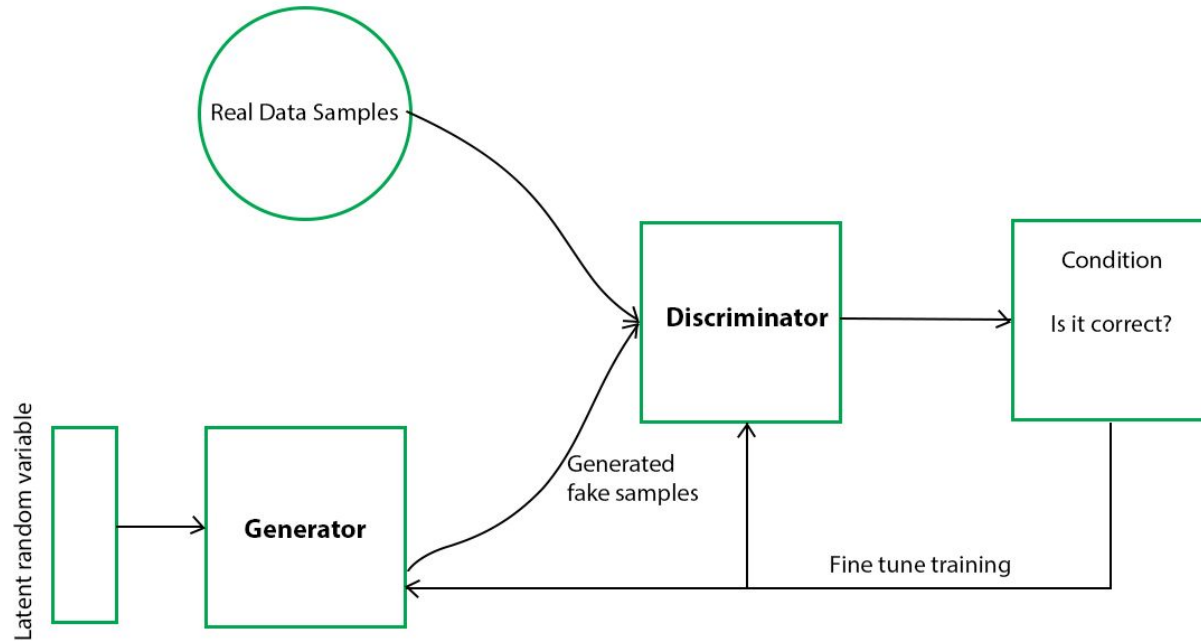 Real Data Samples
Condition
Discriminator
Is it correct?
Latent random variable
Generated
fake samples
Generator
Fine tune training